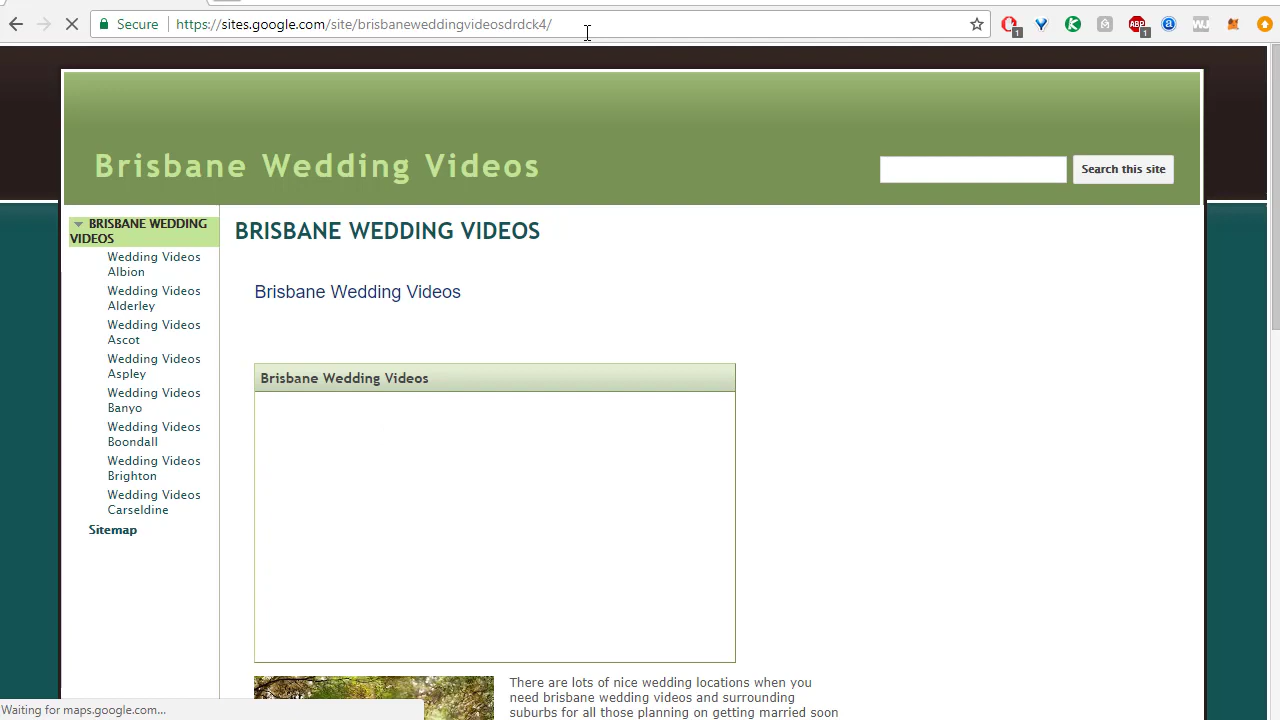 Secure https://sites.google.com/site/brisbaneweddingvideosdrdck4/
1
ABP
1
Brisbane Wedding Videos
Search this site
BRISBANE WEDDING
VIDEOS
Wedding Videos
Albion
Wedding Videos
Alderley
Wedding Videos
Ascot
Wedding Videos
Aspley
Wedding Videos
Banyo
Wedding Videos
Boondall
Wedding Videos
Brighton
Wedding Videos
Carseldine
Sitemap
BRISBANE WEDDING VIDEOS
Brisbane Wedding Videos
Brisbane Wedding Videos
There are lots of nice wedding locations when you
need brisbane wedding videos and surrounding
suburbs for all those planning on getting married soon
Waiting for maps.google.com...